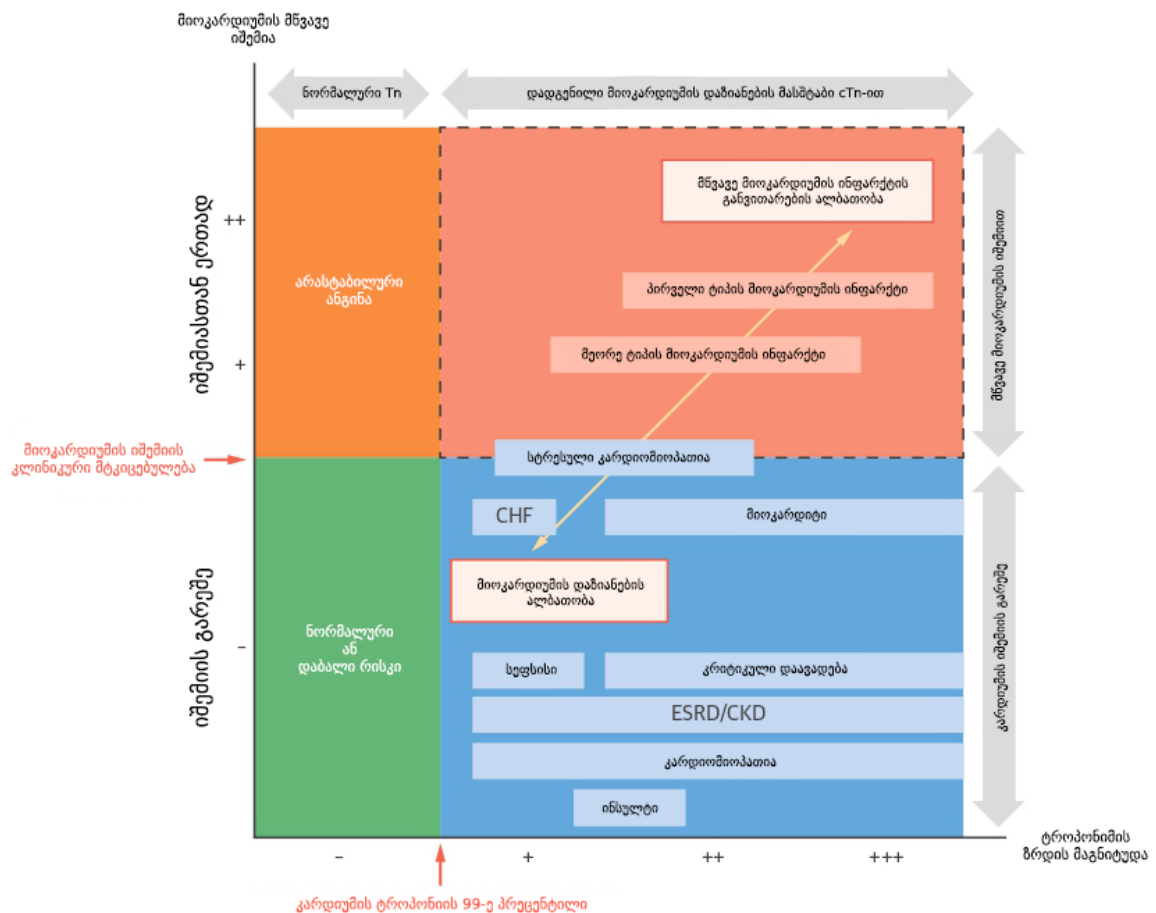 მიოკარდიუმის მწვავე
იშემია
ნორმალური Tn
დადგენილი მიოკარდიუმის დაზიანების მასშტაბი cTn-ით
იშემიასთან ერთად
++
+
არასტაბილური
ანგინა
მწვავე მიოკარდიუმის ინფარქტის
განვითარების ალბათობა
პირველი ტიპის მიოკარდიუმის ინფარქტი
მეორე ტიპის მიოკარდიუმის ინფარქტი
მწვავე მიოკარდიუმის იშემიით
მიოკარდიუმის იშემიის
კლინიკური მტკიცებულება
სტრესული კარდიომიოპათია
CHF
მიოკარდიტი
მიოკარდიუმის დაზიანების
ალბათობა
იშემიის გარეშე
–
ნორმალური
ან
დაბალი რისკი
სეფსისი
კრიტიკული დაავადება
ESRD/CKD
კარდიომიოპათია
ინსულტი
კარდიუმის იშემიის გარეშე
–
+
++
+++
ტროპონიმის
ზრდის მაგნიტუდა
კარდიუმის ტროპონიის 99-ე პრეცენტილი